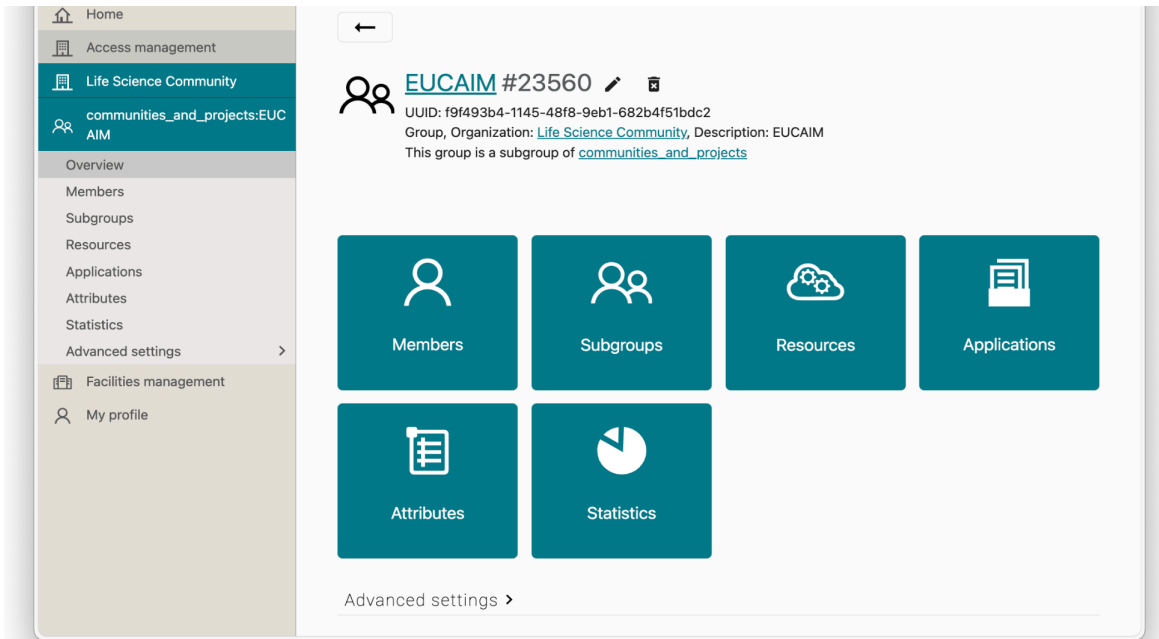 Home
Access management
Life Science Community
communities_and_projects:EUC
AIM
Overview
Members
Subgroups
Resources
Applications
Attributes
Statistics
Advanced settings
Facilities management
My profile
EUCAIM #23560
UUID: f9f493b4-1145-48f8-9eb1-682b4f51bdc2
Group, Organization: Life Science Community, Description: EUCAIM
This group is a subgroup of communities_and_projects
Members
Subgroups
Resources
Applications
Attributes
Statistics
Advanced settings